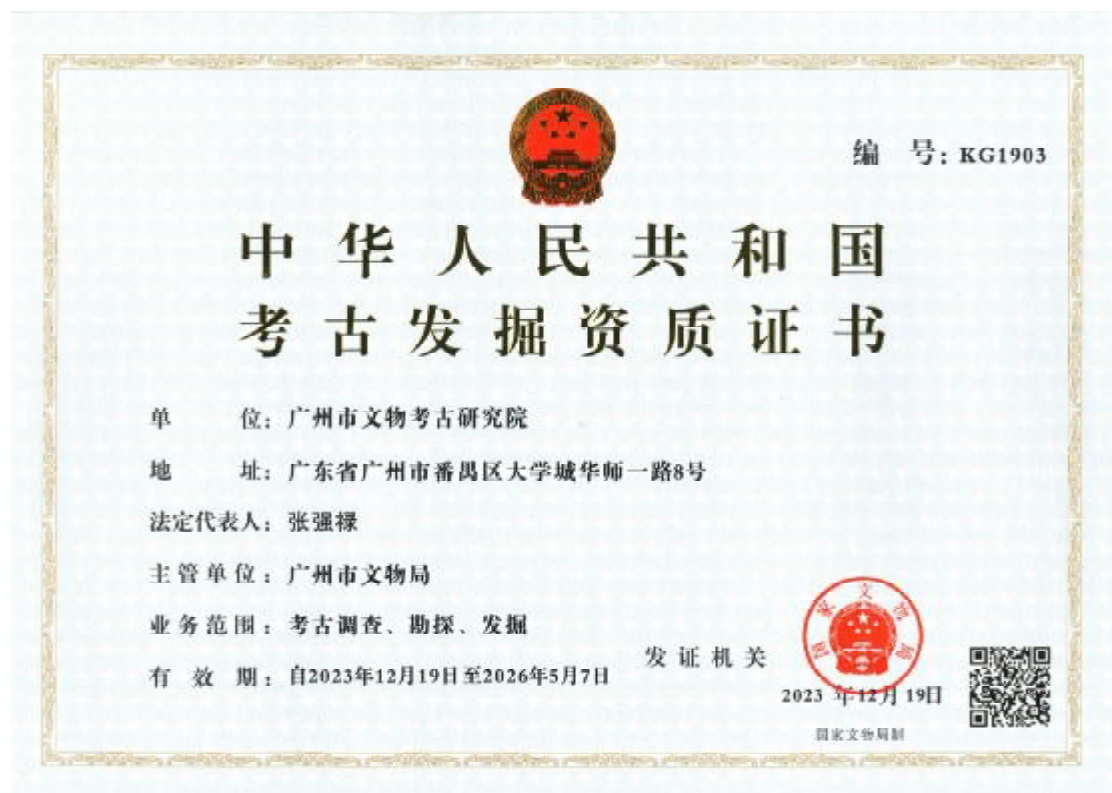 编 号：KG1903
中华人民共和国
考古发掘资质证书
单 位：广州市文物考古研究院
地 址：广东省广州市番禺区大学城华师一路8号
法定代表人：张强禄
主管单位：广州市文物局
业务范围：考古调查、勘探、发掘
有 效 期：自2023年12月19日至2026年5月7日
发证机关
国家文物局
2023 年12月 19日
国家文物局制